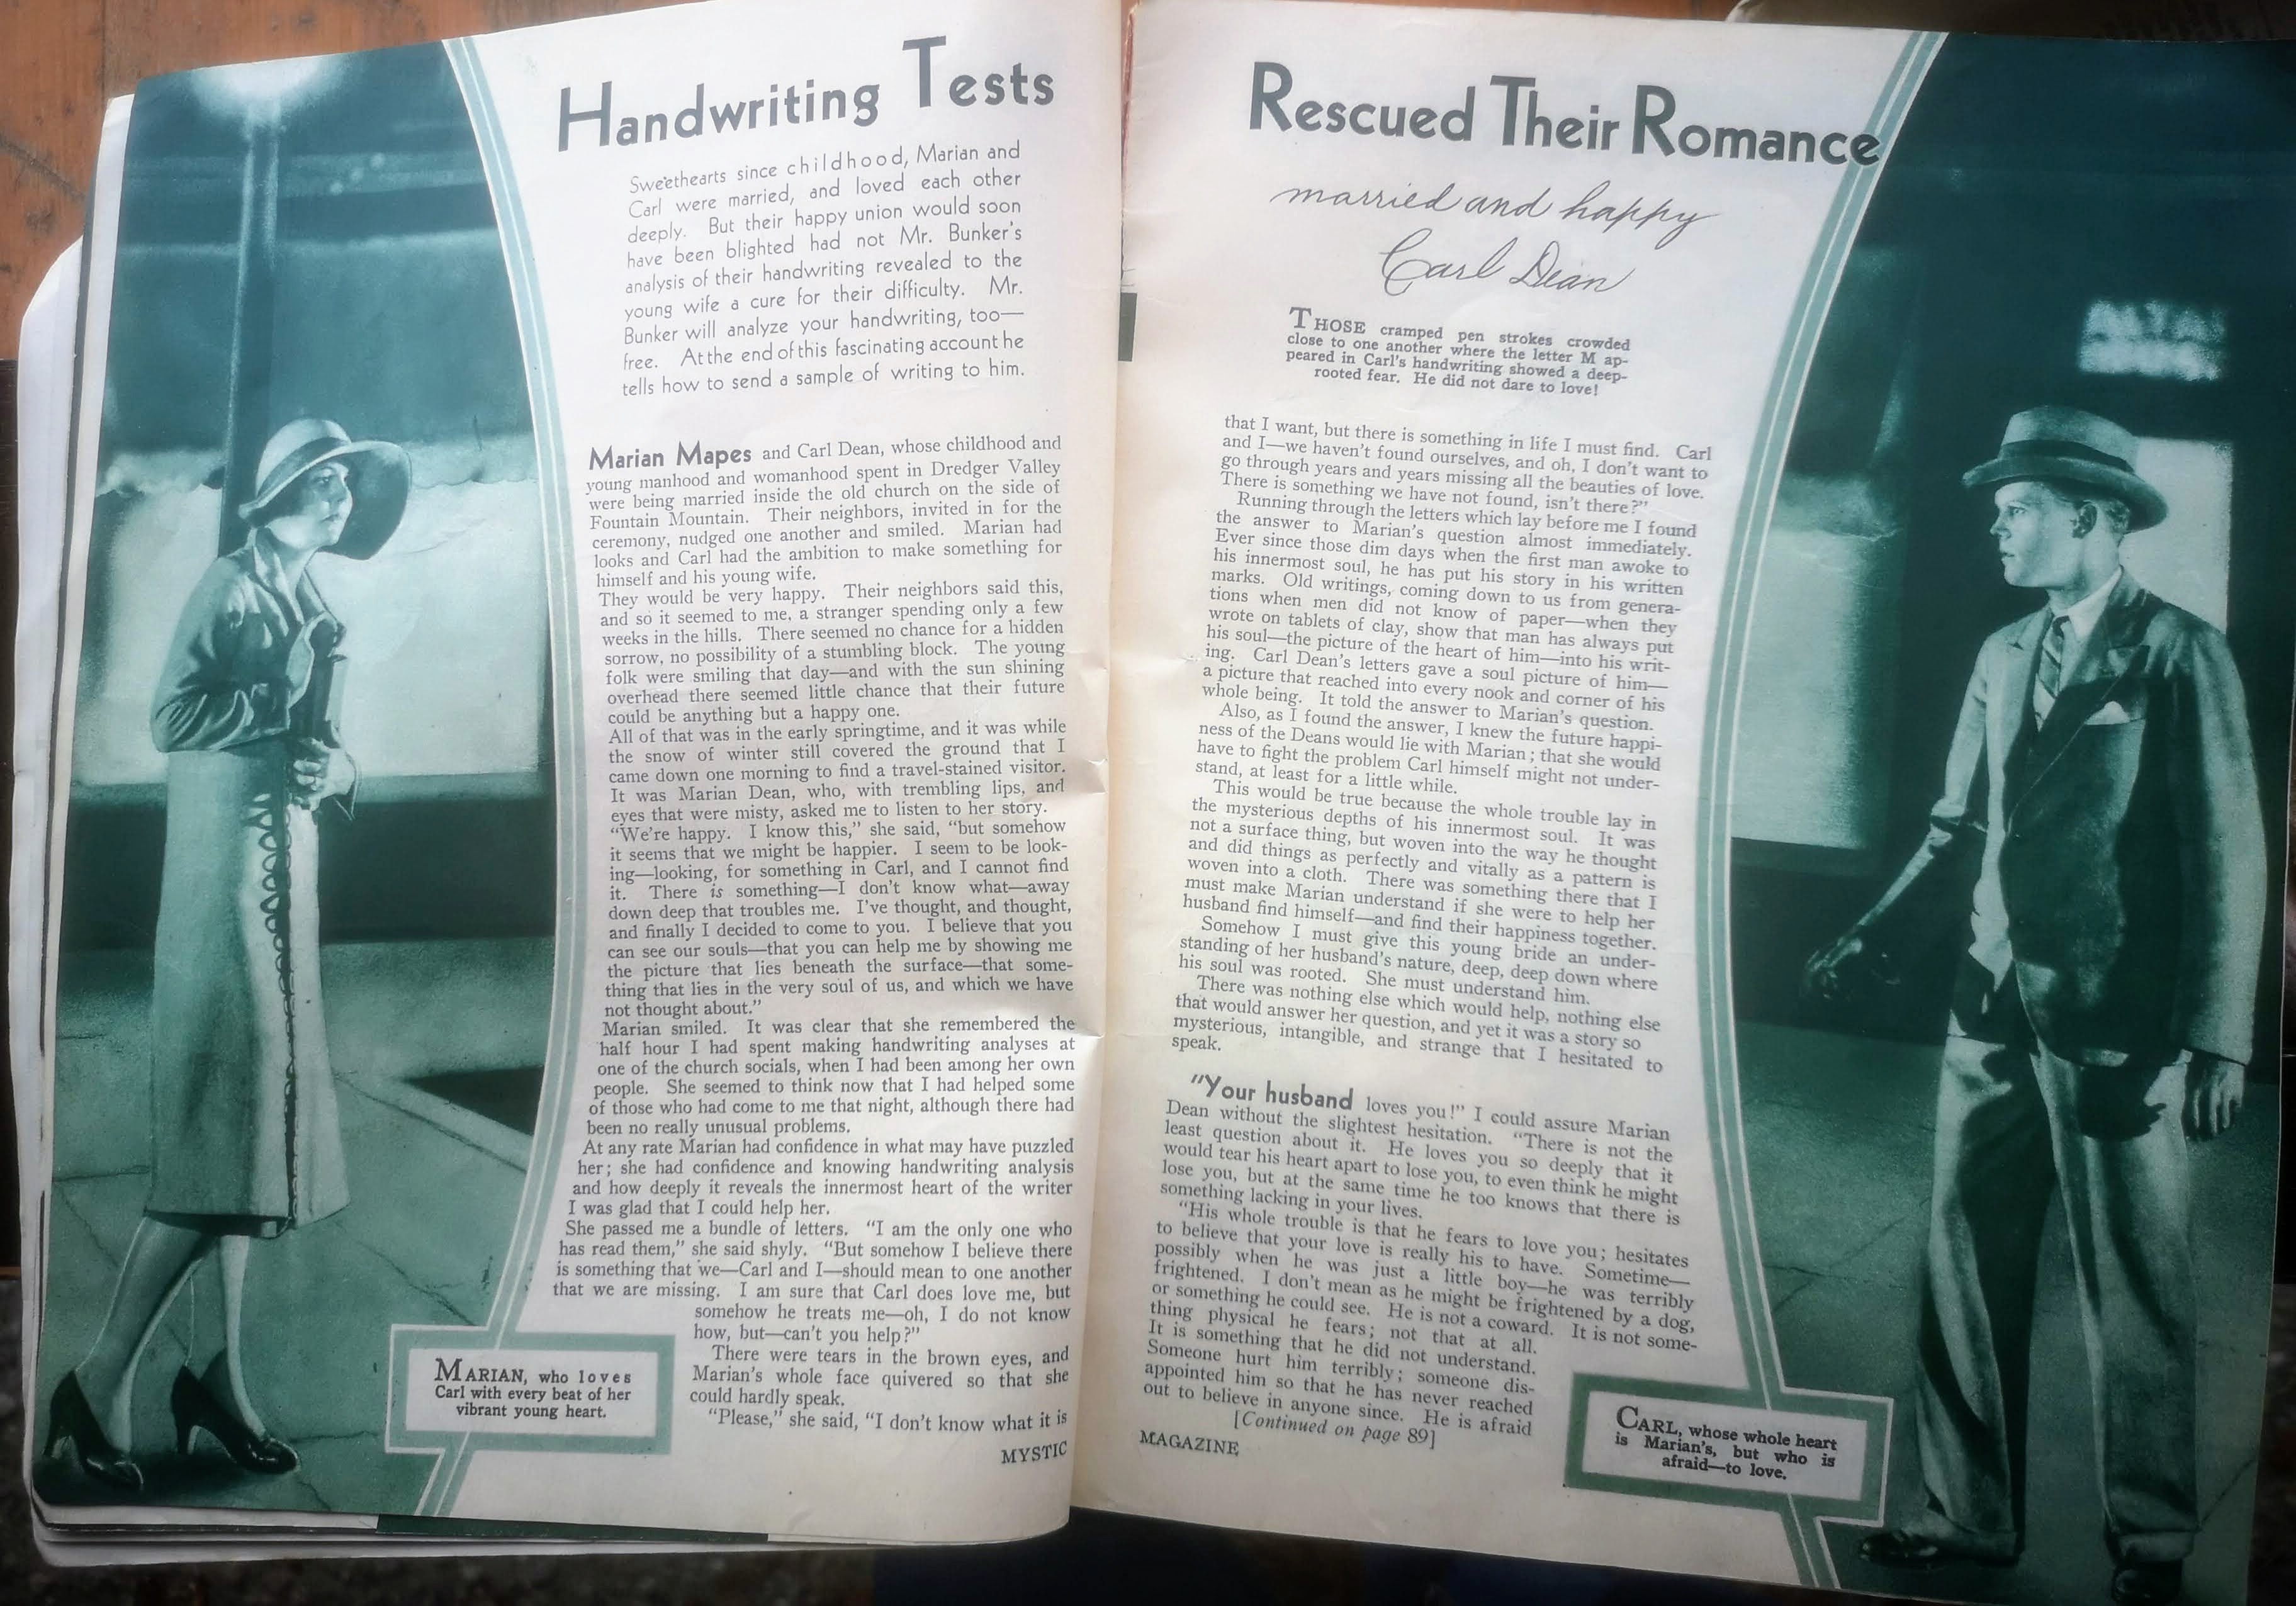 Handwriting Tests
Sweethearts since childhood, Marian and
Carl were married, and loved each other
deeply. But their happy union would soon
have been blighted had not Mr. Bunker's
analysis of their handwriting revealed to the
young wife a cure for their difficulty. Mr.
Bunker will analyze your handwriting, too—
free. At the end of this fascinating account he
tells how to send a sample of writing to him.
Marian Mapes and Carl Dean, whose childhood and
young manhood and womanhood spent in Dredger Valley
were being married inside the old church on the side of
Fountain Mountain. Their neighbors, invited in for the
ceremony, nudged one another and smiled. Marian had
looks and Carl had the ambition to make something for
himself and his young wife.
They would be very happy. Their neighbors said this,
and so it seemed to me, a stranger spending only a few
weeks in the hills. There seemed no chance for a hidden
sorrow, no possibility of a stumbling block. The young
folk were smiling that day—and with the sun shining
overhead there seemed little chance that their future
could be anything but a happy one.
All of that was in the early springtime, and it was while
the snow of winter still covered the ground that I
came down one morning to find a travel-stained visitor.
It was Marian Dean, who, with trembling lips, and
eyes that were misty, asked me to listen to her story.
“We're happy. I know this,” she said, “but somehow
it seems that we might be happier. I seem to be look-
ing—looking, for something in Carl, and I cannot find
it. There is something—I don't know what—away
down deep that troubles me. I've thought, and thought,
and finally I decided to come to you. I believe that you
can see our souls—that you can help me by showing me
the picture that lies beneath the surface—that some-
thing that lies in the very soul of us, and which we have
not thought about.”
Marian smiled. It was clear that she remembered the
half hour I had spent making handwriting analyses at
one of the church socials, when I had been among her own
people. She seemed to think now that I had helped some
of those who had come to me that night, although there had
been no really unusual problems.
At any rate Marian had confidence in what may have puzzled
her; she had confidence and knowing handwriting analysis
and how deeply it reveals the innermost heart of the writer
I was glad that I could help her.
She passed me a bundle of letters. “I am the only one who
has read them,” she said shyly. “But somehow I believe there
is something that we—Carl and I—should mean to one another
that we are missing. I am sure that Carl does love me, but
somehow he treats me—oh, I do not know
how, but—can't you help?”
There were tears in the brown eyes, and
Marian's whole face quivered so that she
could hardly speak.
“Please,” she said, “I don't know what it is
MARIAN, who loves
Carl with every beat of her
vibrant young heart.
MYSTIC
Rescued Their Romance
married and happy
Carl Dean
THOSE cramped pen strokes crowded
close to one another where the letter M ap-
peared in Carl's handwriting showed a deep-
rooted fear. He did not dare to love!
that I want, but there is something in life I must find. Carl
and I—we haven't found ourselves, and oh, I don't want to
go through years and years missing all the beauties of love.
There is something we have not found, isn't there?”
Running through the letters which lay before me I found
the answer to Marian's question almost immediately.
Ever since those dim days when the first man awoke to
his innermost soul, he has put his story in his written
marks. Old writings, coming down to us from genera-
tions when men did not know of paper—when they
wrote on tablets of clay, show that man has always put
his soul—the picture of the heart of him—into his writ-
ing. Carl Dean's letters gave a soul picture of him—
a picture that reached into every nook and corner of his
whole being. It told the answer to Marian's question.
Also, as I found the answer, I knew the future happi-
ness of the Deans would lie with Marian; that she would
have to fight the problem Carl himself might not under-
stand, at least for a little while.
This would be true because the whole trouble lay in
the mysterious depths of his innermost soul. It was
not a surface thing, but woven into the way he thought
and did things as perfectly and vitally as a pattern is
woven into a cloth. There was something there that I
must make Marian understand if she were to help her
husband find himself—and find their happiness together.
Somehow I must give this young bride an under-
standing of her husband's nature, deep, deep down where
his soul was rooted. She must understand him.
There was nothing else which would help, nothing else
that would answer her question, and yet it was a story so
mysterious, intangible, and strange that I hesitated to
speak.
“Your husband loves you!” I could assure Marian
Dean without the slightest hesitation. “There is not the
least question about it. He loves you so deeply that it
would tear his heart apart to lose you, to even think he might
lose you, but at the same time he too knows that there is
something lacking in your lives.
“His whole trouble is that he fears to love you; hesitates
to believe that your love is really his to have. Sometime—
possibly when he was just a little boy—he was terribly
frightened. I don't mean as he might be frightened by a dog,
or something he could see. He is not a coward. It is not some-
thing physical he fears; not that at all.
It is something that he did not understand.
Someone hurt him terribly; someone dis-
appointed him so that he has never reached
out to believe in anyone since. He is afraid
[Continued on page 89]
MAGAZINE
CARL, whose whole heart
is Marian's, but who is
afraid—to love.